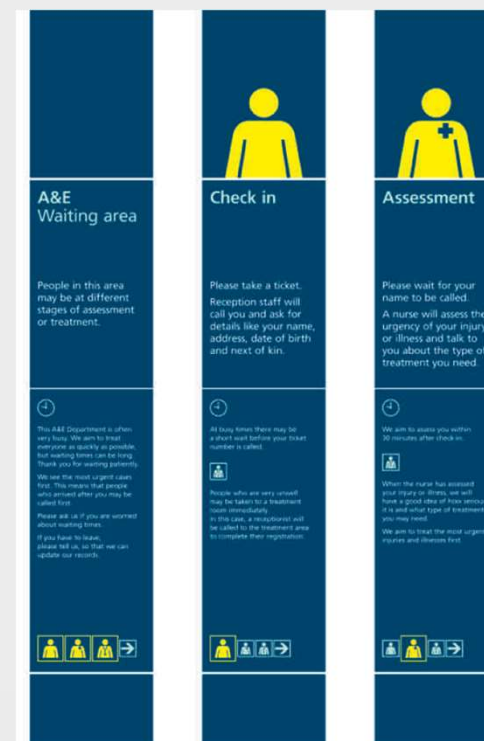 A&E
Waiting area
People in this area
may be at different
stages of assessment
or treatment.
This A&E Department is often
very busy. We aim to treat
everyone as quickly as possible,
but waiting times can be long.
Thank you for waiting patiently.
We see the most urgent cases
first. This means that people
who arrived after you may be
called first.
Please ask us if you are worried
about waiting times.
If you have to leave,
please tell us, so that we can
update our records.
Check in
Please take a ticket.
Reception staff will
call you and ask for
details like your name,
address, date of birth
and next of kin.
At busy times there may be
a short wait before your ticket
number is called.
People who are very unwell
may be taken to a treatment
room immediately.
In this case, a receptionist will
be called to the treatment area
to complete their registration.
Assessment
Please wait for your
name to be called.
A nurse will assess the
urgency of your injury
or illness and talk to
you about the type of
treatment you need.
We aim to assess you within
30 minutes after check-in.
When the nurse has assessed
your injury or illness, we will
have a good idea of how serious
it is and what type of treatment
you may need.
We aim to treat the most urgent
injuries and illnesses first.